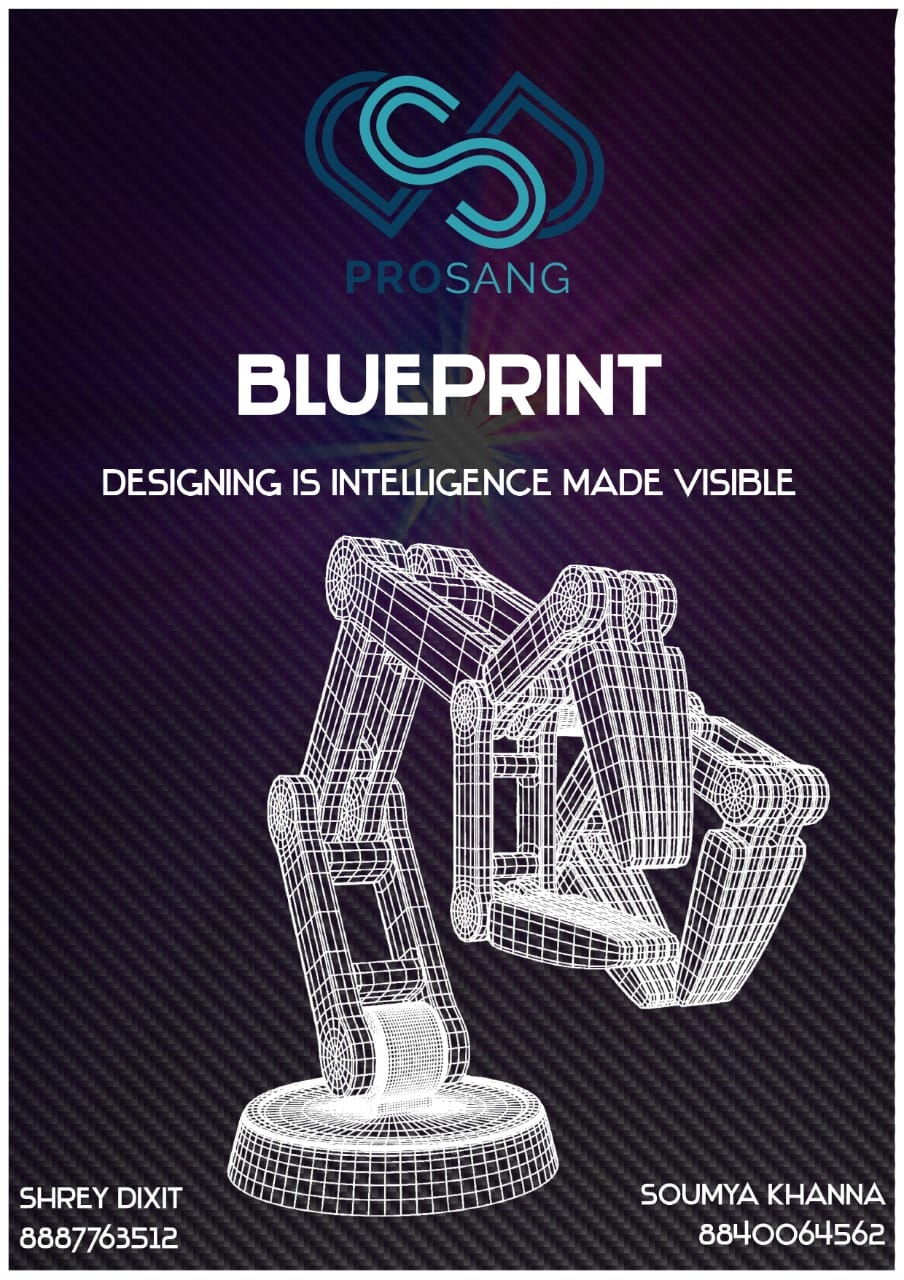 PROSANG
BLUEPRINT
DESIGNING IS INTELLIGENCE MADE VISIBLE
SHREY DIXIT
8887763512
SOUMYA KHANNA
8840064562